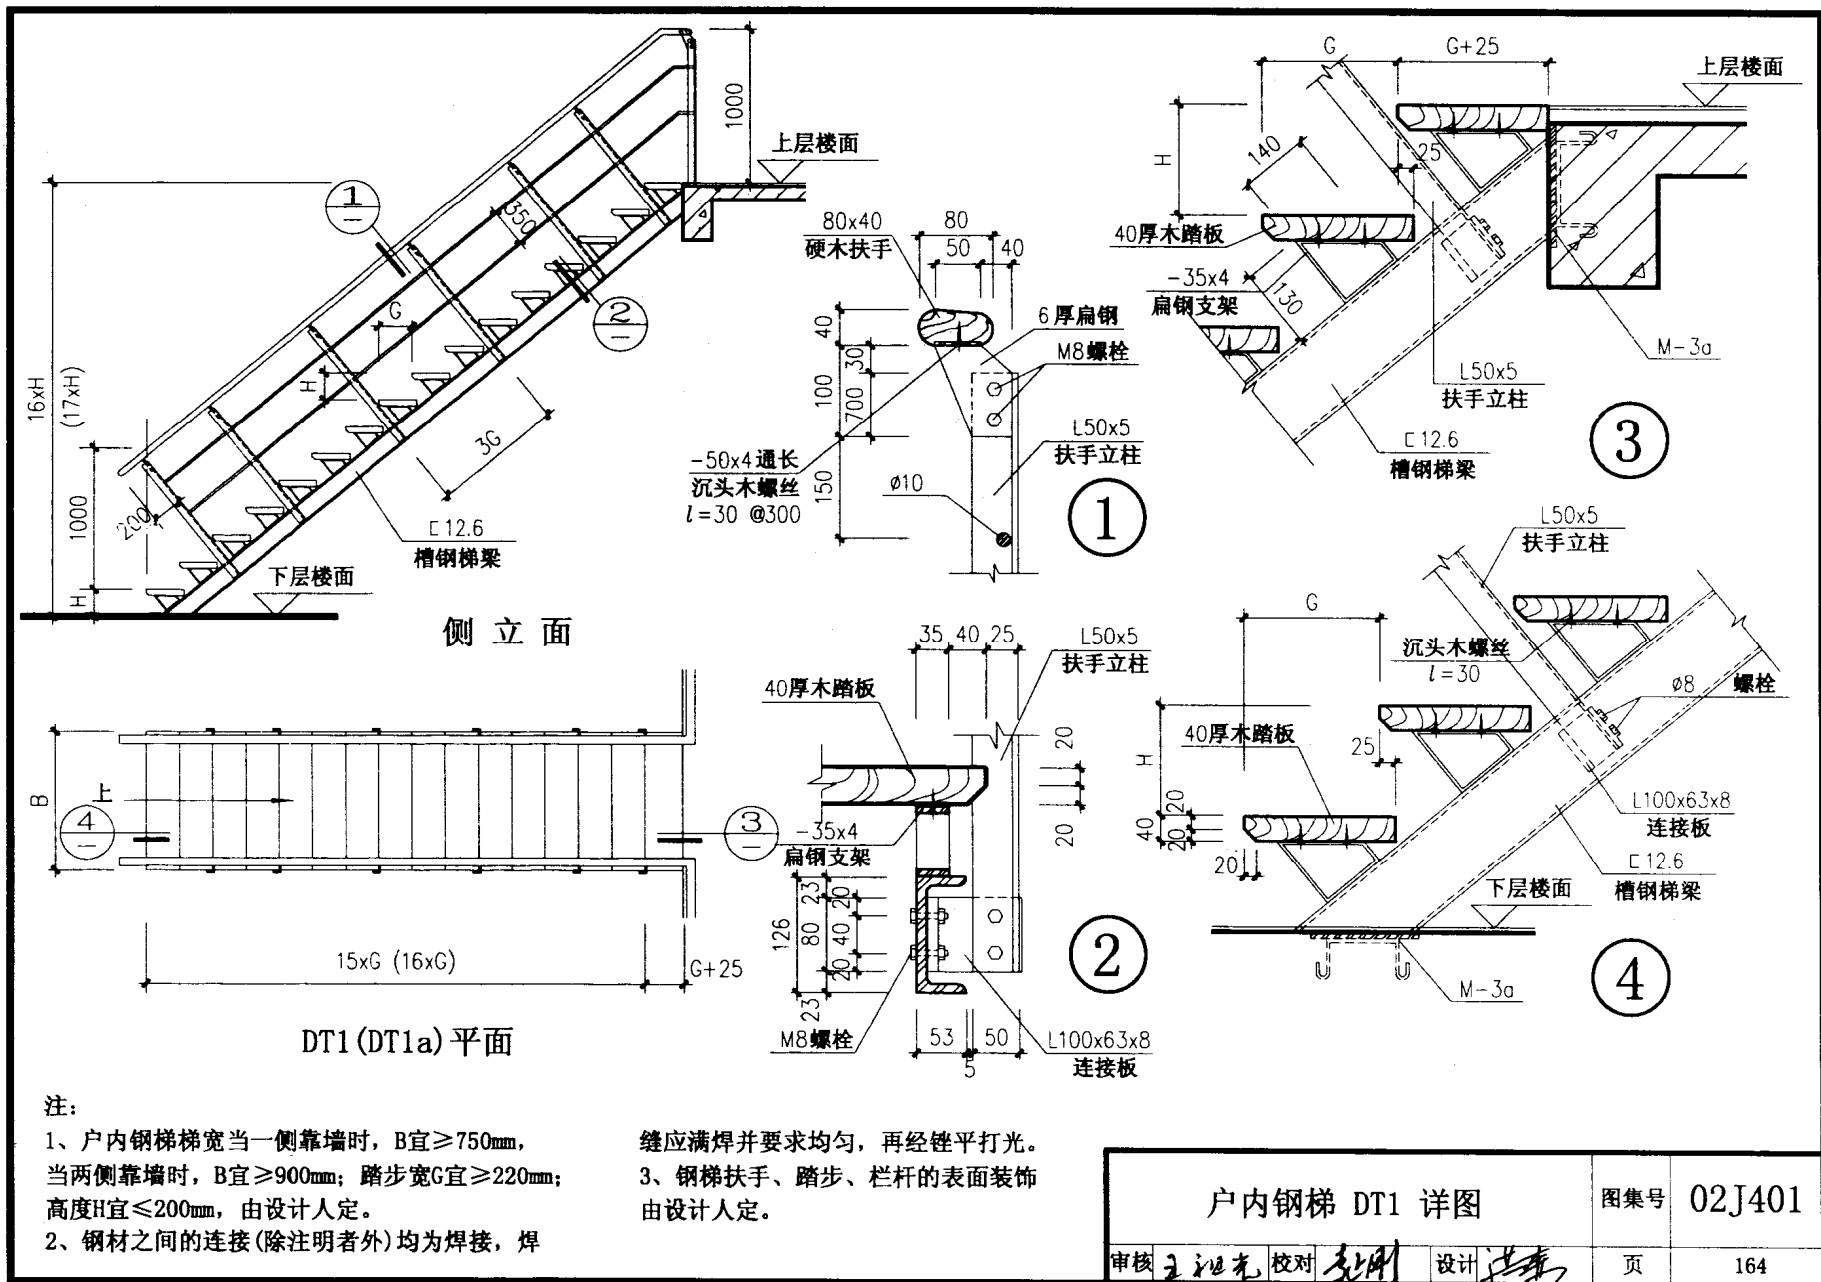 1000
上层楼面
1
16xH
(17xH)
350
2
G
H
3G
1000
200
H
⊏12.6
槽钢梯梁
下层楼面
侧立面
B
上
4
3
15xG (16xG)
G+25
DT1(DT1a)平面
80x40
硬木扶手
80
50
40
40
30
100
700
150
6厚扁钢
M8螺栓
L50x5
扶手立柱
-50x4通长
沉头木螺丝
l=30 @300
ø10
1
35
40
25
L50x5
扶手立柱
40厚木踏板
20
20
-35x4
扁钢支架
126
23
80
23
20
40
20
M8螺栓
53
5
50
L100x63x8
连接板
2
G
G+25
上层楼面
H
140
25
40厚木踏板
-35x4
扁钢支架
130
M-3a
L50x5
扶手立柱
⊏12.6
槽钢梯梁
3
L50x5
扶手立柱
G
沉头木螺丝
l=30
ø8 螺栓
H
40厚木踏板
25
40
20
20
20
L100x63x8
连接板
⊏12.6
槽钢梯梁
下层楼面
M-3a
4
注:
1、户内钢梯梯宽当一侧靠墙时，B宜≥750mm，
当两侧靠墙时，B宜≥900mm；踏步宽G宜≥220mm；
高度H宜≤200mm，由设计人定。
2、钢材之间的连接(除注明者外)均为焊接，焊
缝应满焊并要求均匀，再经锉平打光。
3、钢梯扶手、踏步、栏杆的表面装饰
由设计人定。
户内钢梯 DT1 详图
图集号 02J401
审核 王祖光 校对 设计 页 164